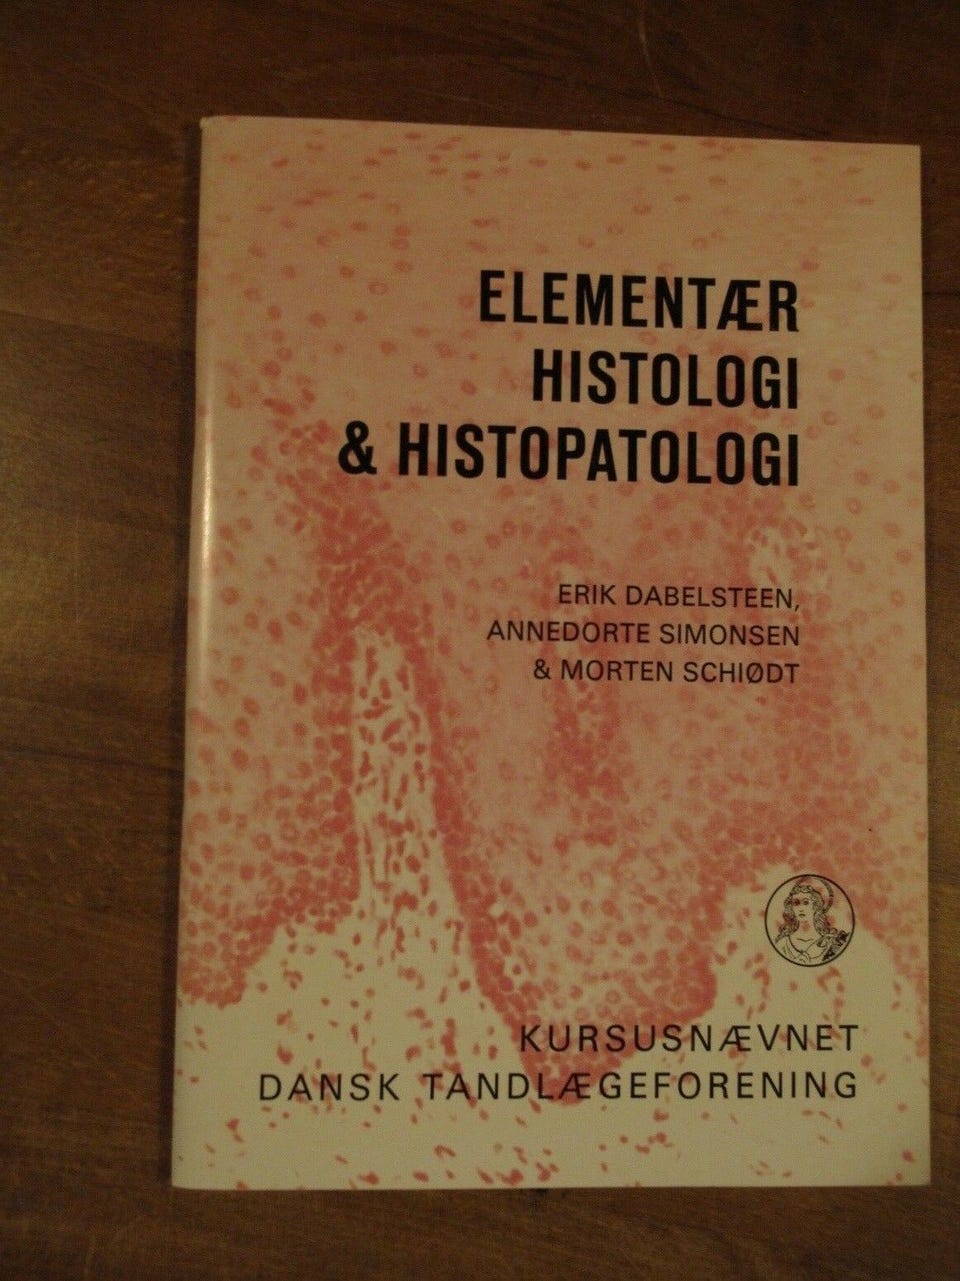 ELEMENTÆR
HISTOLOGI
& HISTOPATOLOGI
ERIK DABELSTEEN,
ANNEDORTE SIMONSEN
& MORTEN SCHIØDT
KURSUSNÆVNET
DANSK TANDLÆGEFORENING